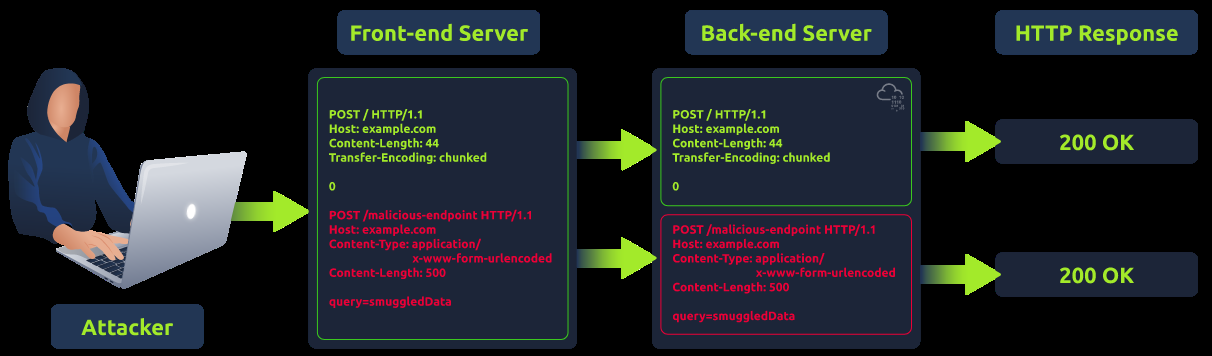 Front-end Server
Back-end Server
HTTP Response
POST / HTTP/1.1
Host: example.com
Content-Length: 44
Transfer-Encoding: chunked
0
POST /malicious-endpoint HTTP/1.1
Host: example.com
Content-Type: application/
x-www-form-urlencoded
Content-Length: 500
query=smuggledData
POST / HTTP/1.1
Host: example.com
Content-Length: 44
Transfer-Encoding: chunked
0
POST /malicious-endpoint HTTP/1.1
Host: example.com
Content-Type: application/
x-www-form-urlencoded
Content-Length: 500
query=smuggledData
200 OK
200 OK
Attacker